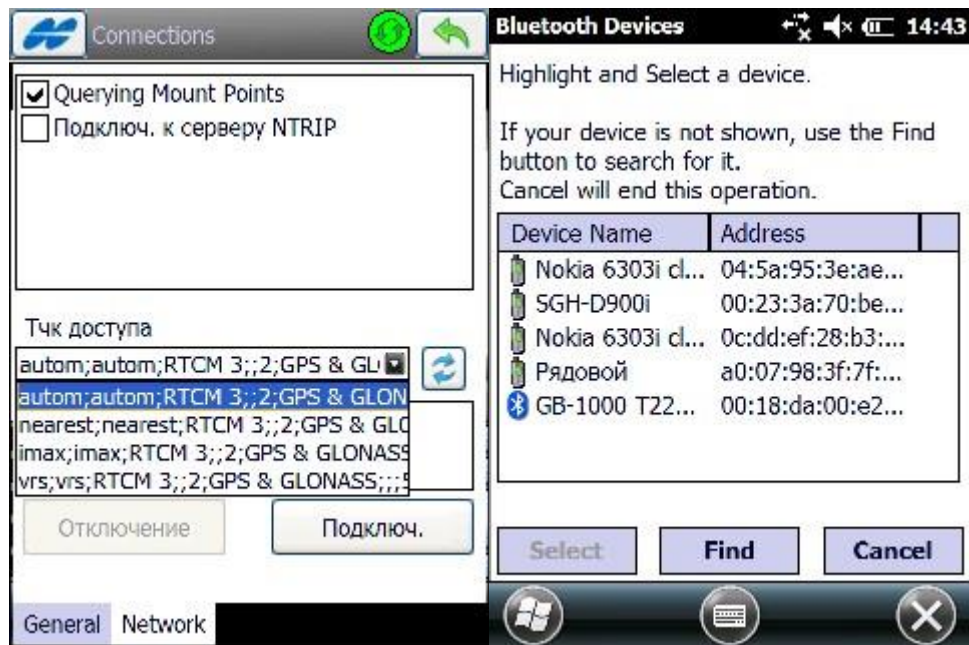 Connections
Querying Mount Points
Подключ. к серверу NTRIP
Тчк доступа
autom;autom;RTCM 3;;2;GPS & GL
autom;autom;RTCM 3;;2;GPS & GLON
nearest;nearest;RTCM 3;;2;GPS & GLO
imax;imax;RTCM 3;;2;GPS & GLONASS
vrs;vrs;RTCM 3;;2;GPS & GLONASS;;;5
Отключение
Подключ.
General
Network
Bluetooth Devices
14:43
Highlight and Select a device.
If your device is not shown, use the Find
button to search for it.
Cancel will end this operation.
Device Name
Address
Nokia 6303i cl... 04:5a:95:3e:ae...
SGH-D900i 00:23:3a:70:be...
Nokia 6303i cl... 0c:dd:ef:28:b3:...
Рядовой a0:07:98:3f:7f:...
GB-1000 T22... 00:18:da:00:e2...
Select
Find
Cancel